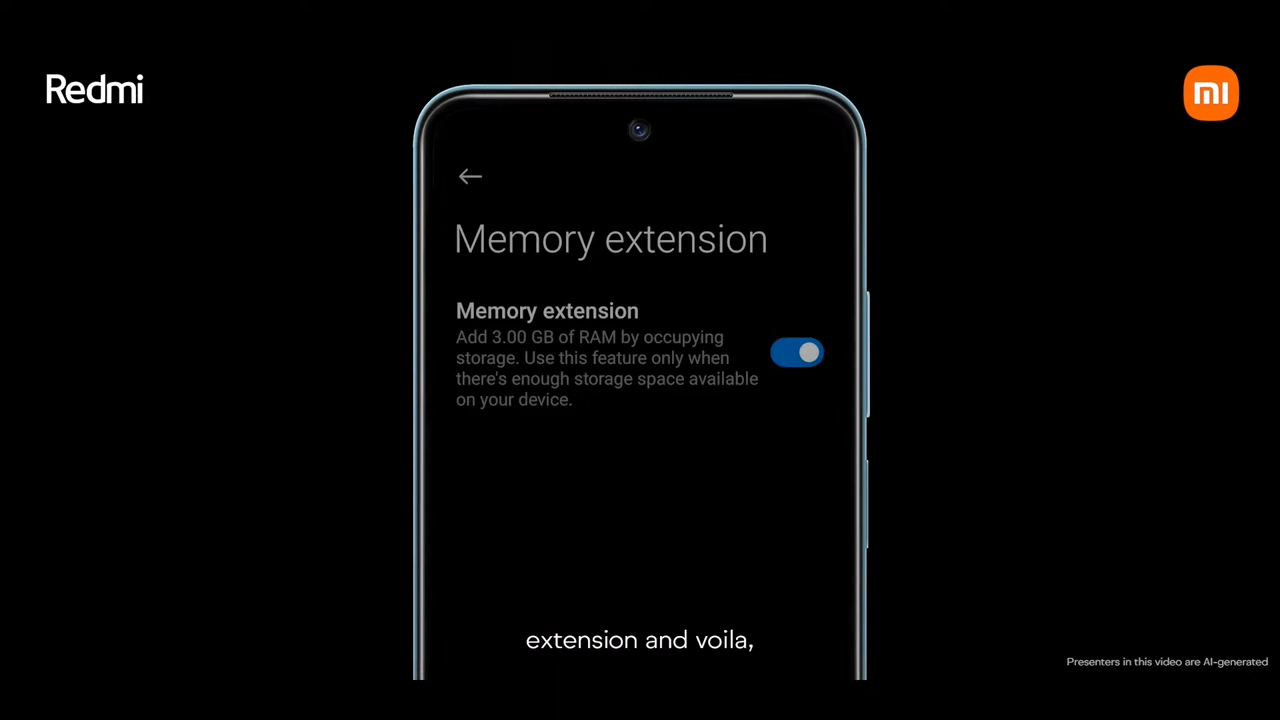 Redmi
mi
Memory extension
Memory extension
Add 3.00 GB of RAM by occupying
storage. Use this feature only when
there's enough storage space available
on your device.
extension and voila,
Presenters in this video are AI-generated